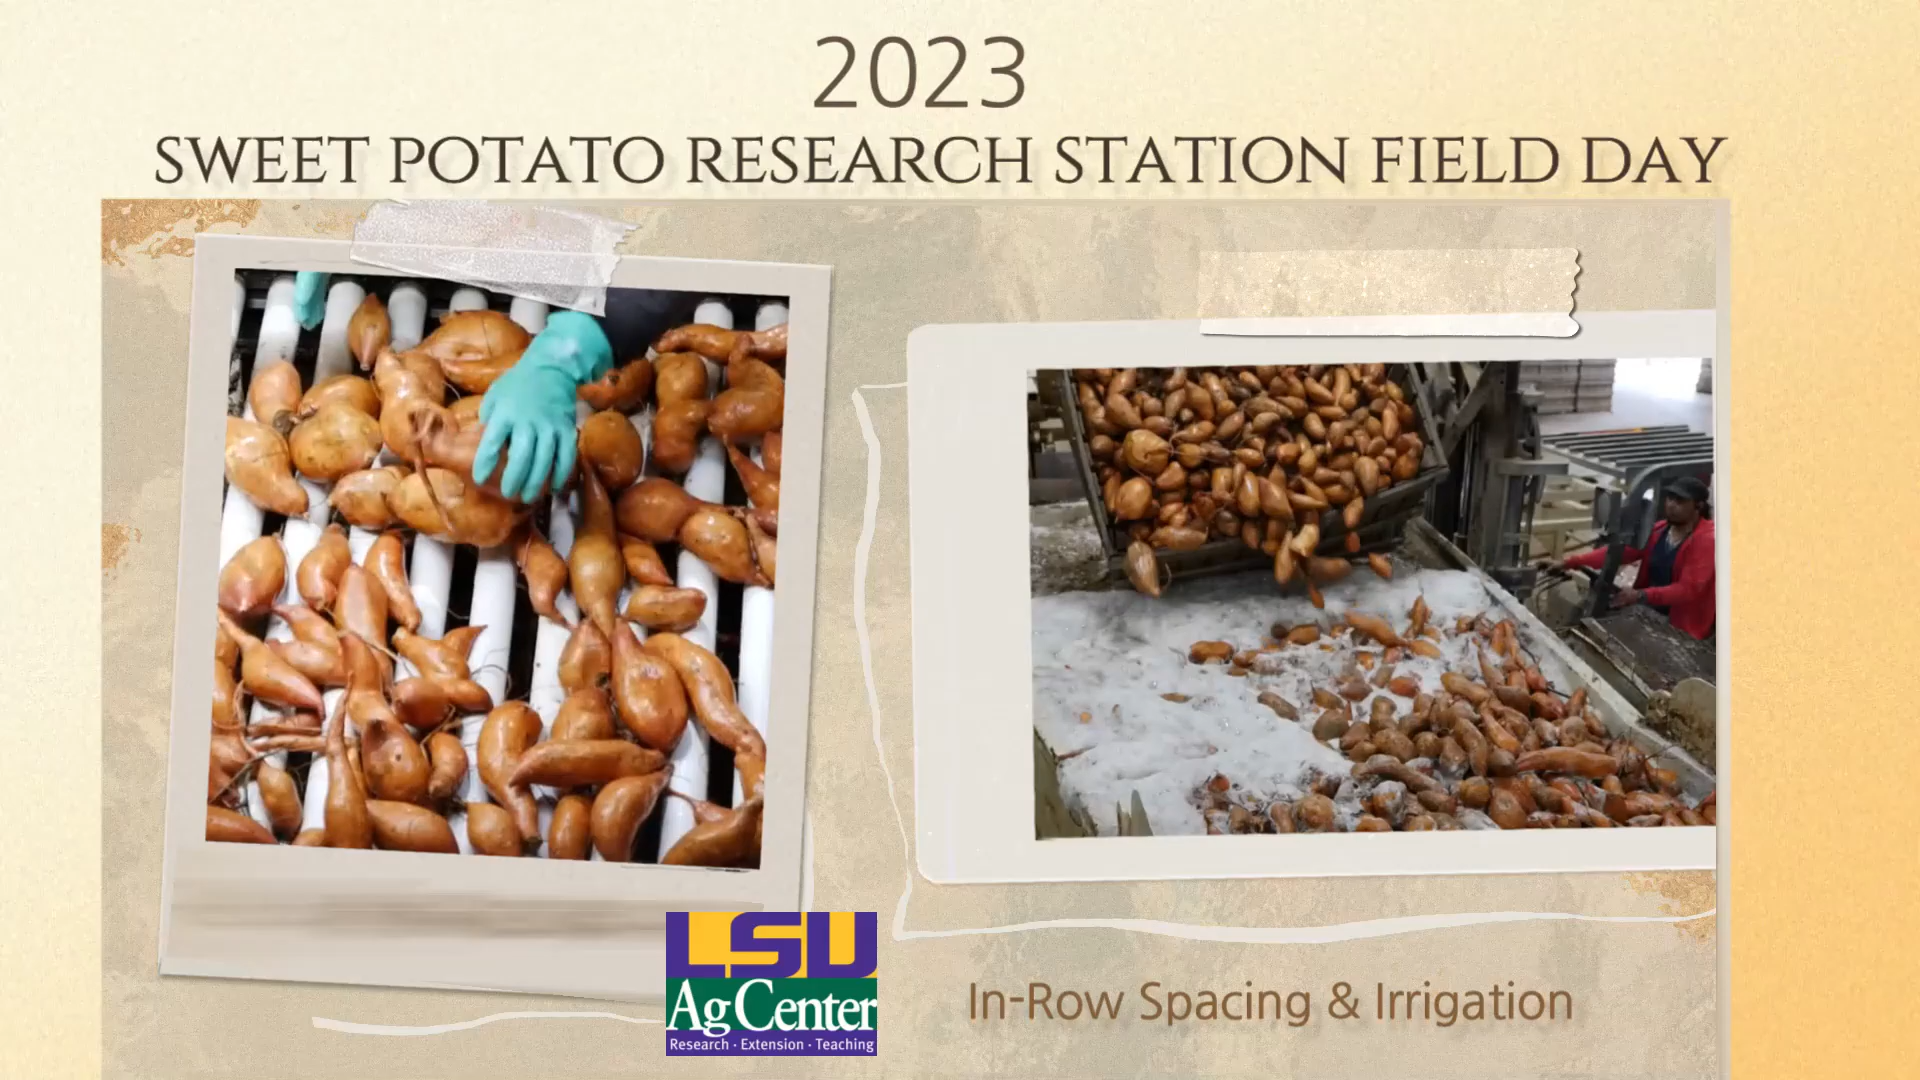 2023
SWEET POTATO RESEARCH STATION FIELD DAY
LSU
AgCenter
Research · Extension · Teaching
In-Row Spacing & Irrigation